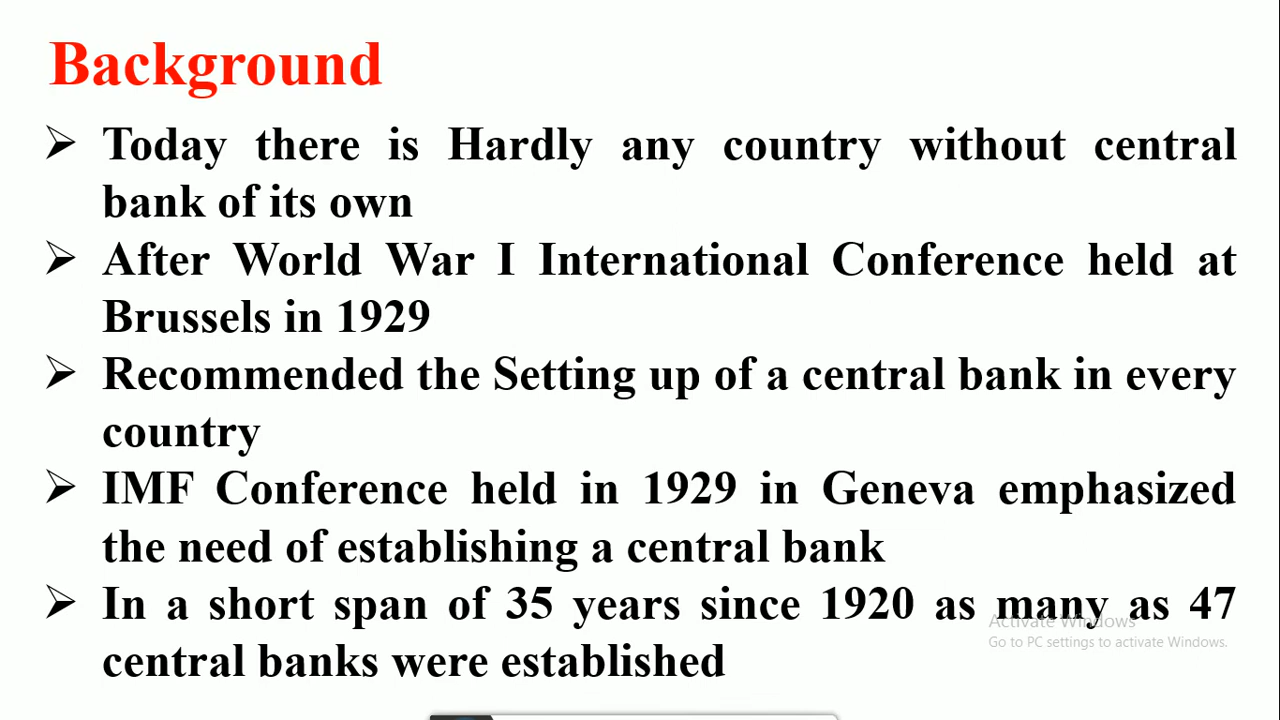 Background
➢ Today there is Hardly any country without central
bank of its own
➢ After World War I International Conference held at
Brussels in 1929
➢ Recommended the Setting up of a central bank in every
country
➢ IMF Conference held in 1929 in Geneva emphasized
the need of establishing a central bank
➢ In a short span of 35 years since 1920 as many as 47
central banks were established
Activate Windows
Go to PC settings to activate Windows.